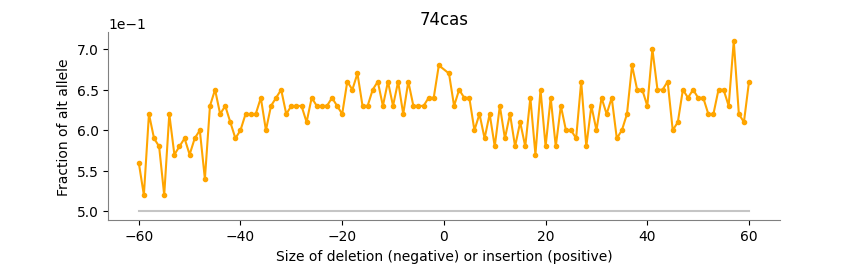 74cas
1e−1
7.0
6.5
6.0
5.5
5.0
Fraction of alt allele
−60 −40 −20 0 20 40 60
Size of deletion (negative) or insertion (positive)